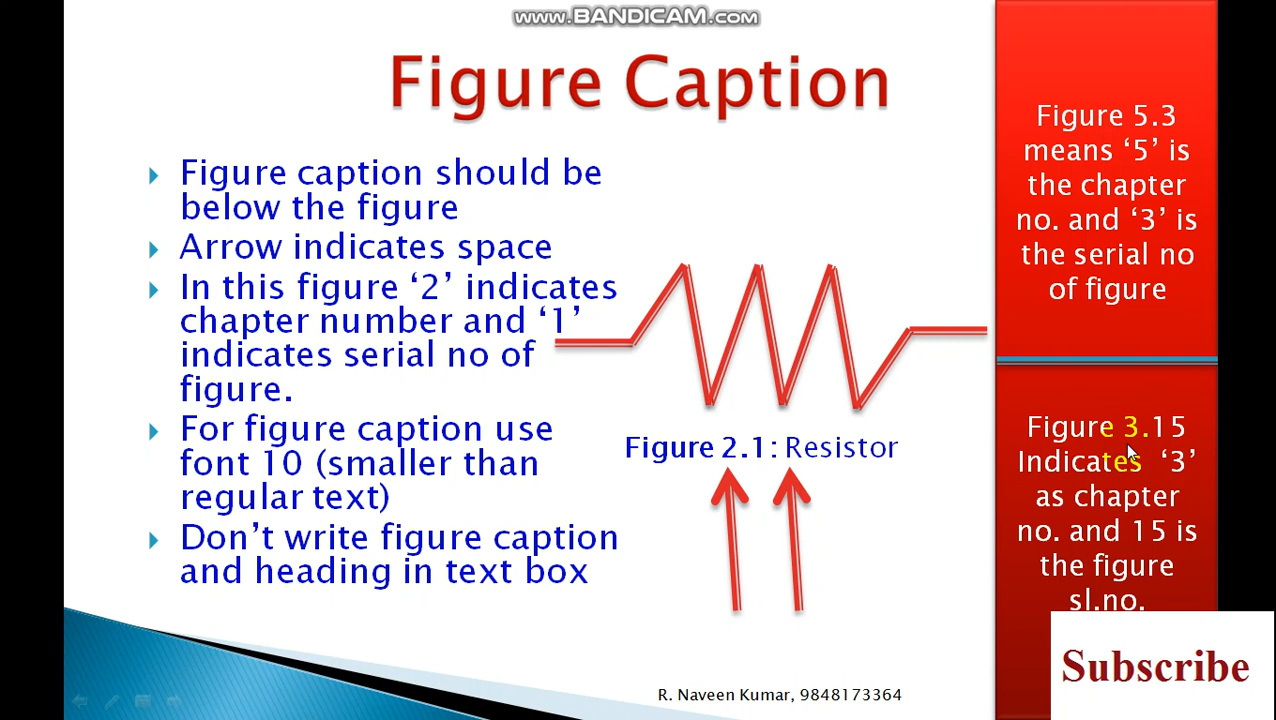 www.BANDICAM.com
Figure Caption
Figure caption should be
below the figure
Arrow indicates space
In this figure ‘2’ indicates
chapter number and ‘1’
indicates serial no of
figure.
For figure caption use
font 10 (smaller than
regular text)
Don’t write figure caption
and heading in text box
Figure 2.1: Resistor
Figure 5.3
means ‘5’ is
the chapter
no. and ‘3’ is
the serial no
of figure
Figure 3.15
Indicates ‘3’
as chapter
no. and 15 is
the figure
sl.no.
Subscribe
R. Naveen Kumar, 9848173364